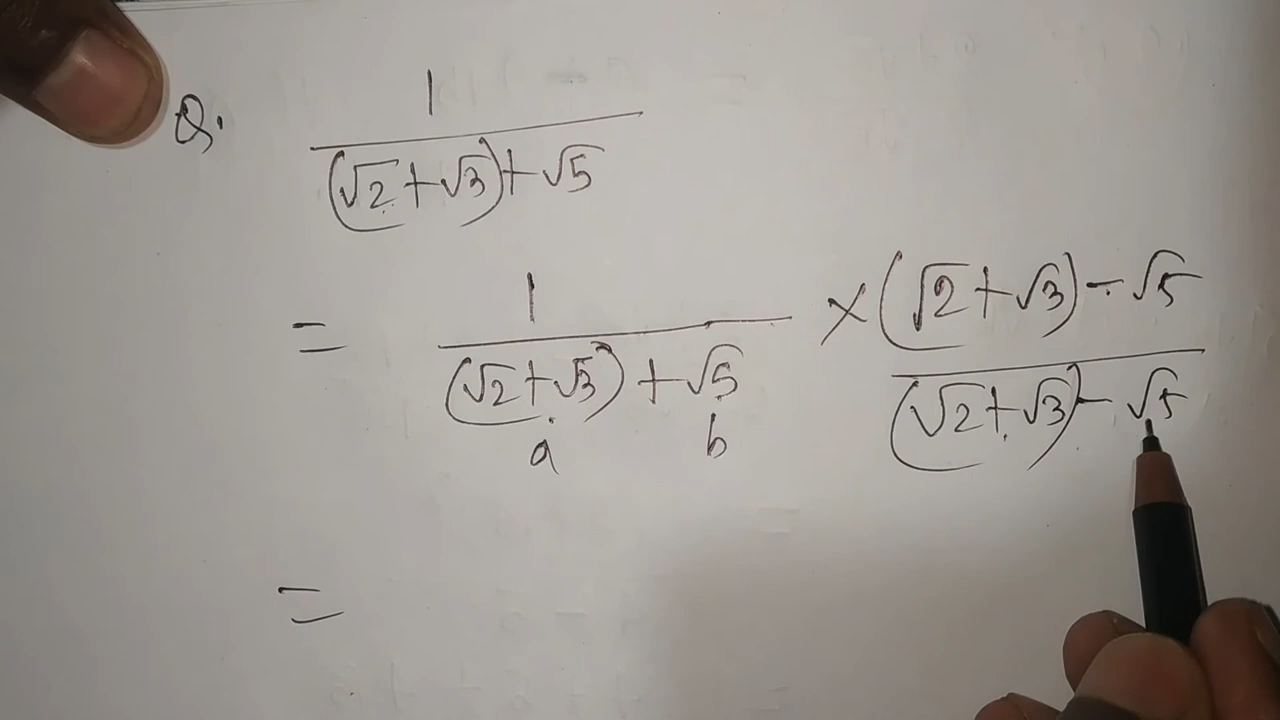 Q. 1 / ((√2+√3)+√5)
= 1 / ((√2+√3)+√5) × ((√2+√3)-√5) / ((√2+√3)-√5)
a b
=